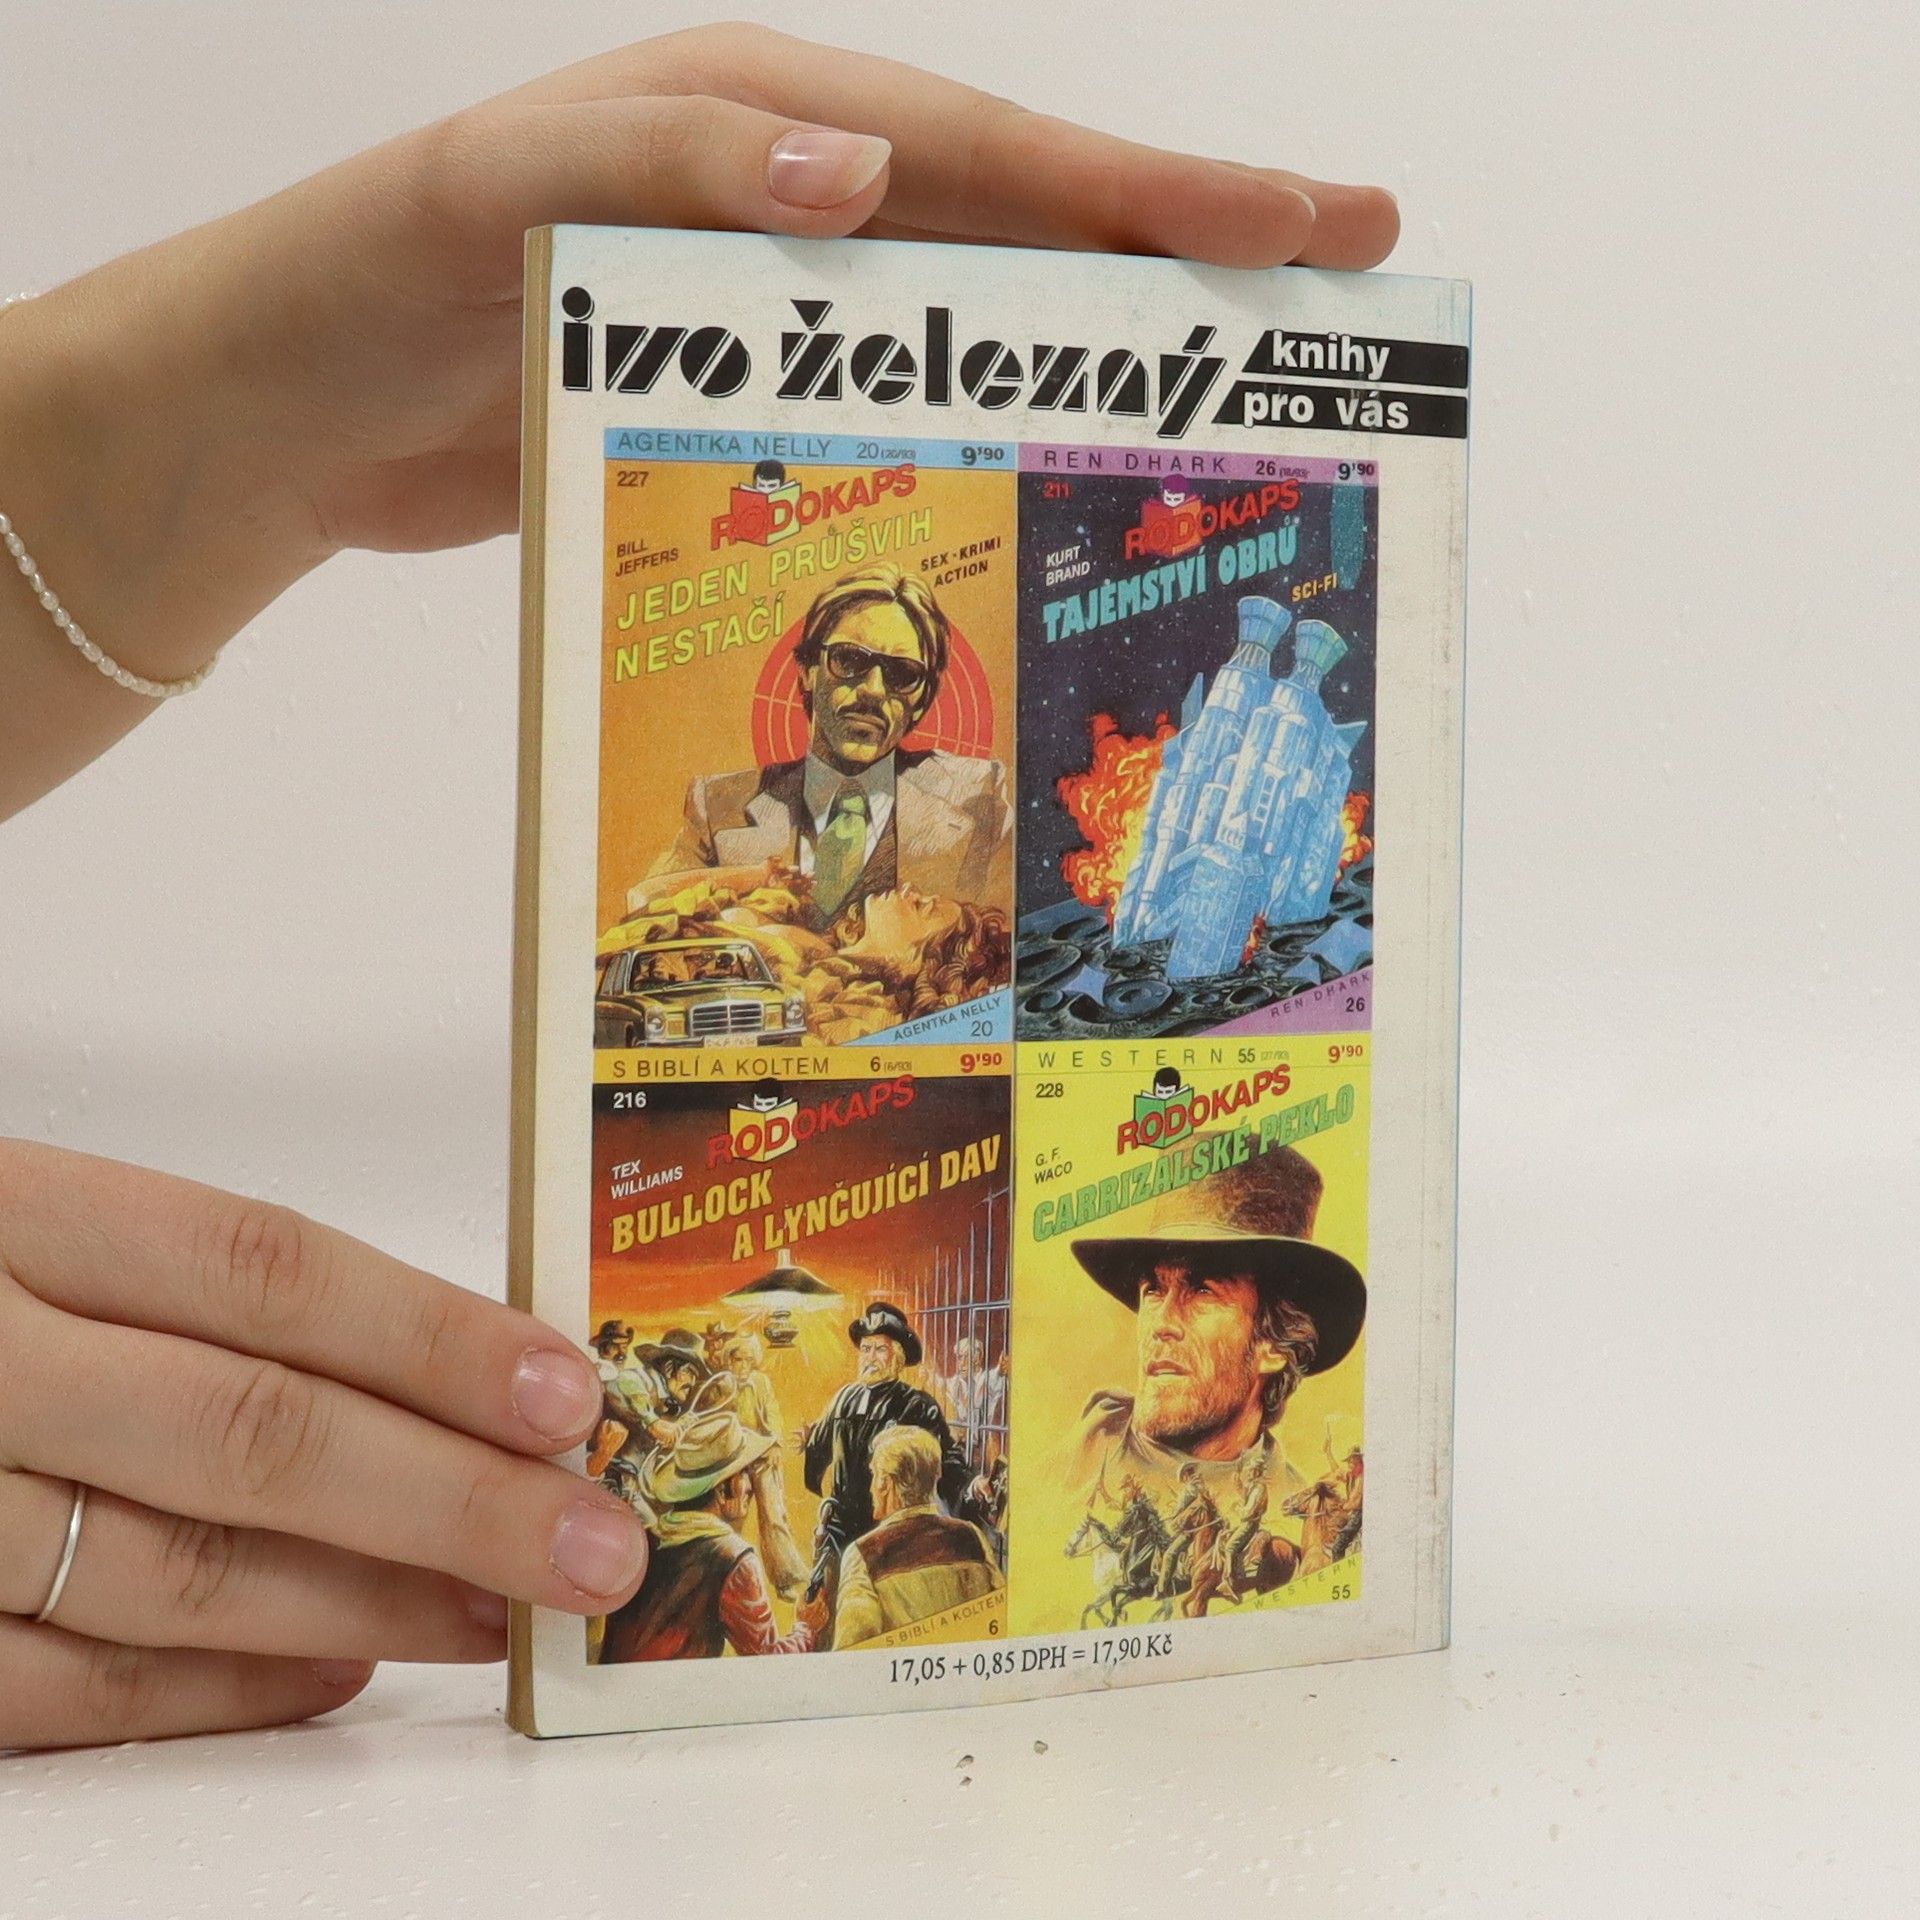 ivo železný
knihy
pro vás
AGENTKA NELLY 20 (20/93) 9'90
227
RODOKAPS
BILL
JEFFERS
JEDEN PRŮŠVIH
NESTAČÍ
SEX-KRIMI
ACTION
AGENTKA NELLY
20
REN DHARK 26 (18/93) 9'90
211
RODOKAPS
KURT
BRAND
TAJEMSTVÍ OBRŮ
SCI-FI
REN DHARK
26
S BIBLÍ A KOLTEM 6 (6/93) 9'90
216
RODOKAPS
TEX
WILLIAMS
BULLOCK
A LYNČUJÍCÍ DAV
S BIBLÍ A KOLTEM
6
WESTERN 55 (27/93) 9'90
228
RODOKAPS
G. F.
WACO
CARRIZALSKÉ PEKLO
WESTERN
55
17,05 + 0,85 DPH = 17,90 Kč